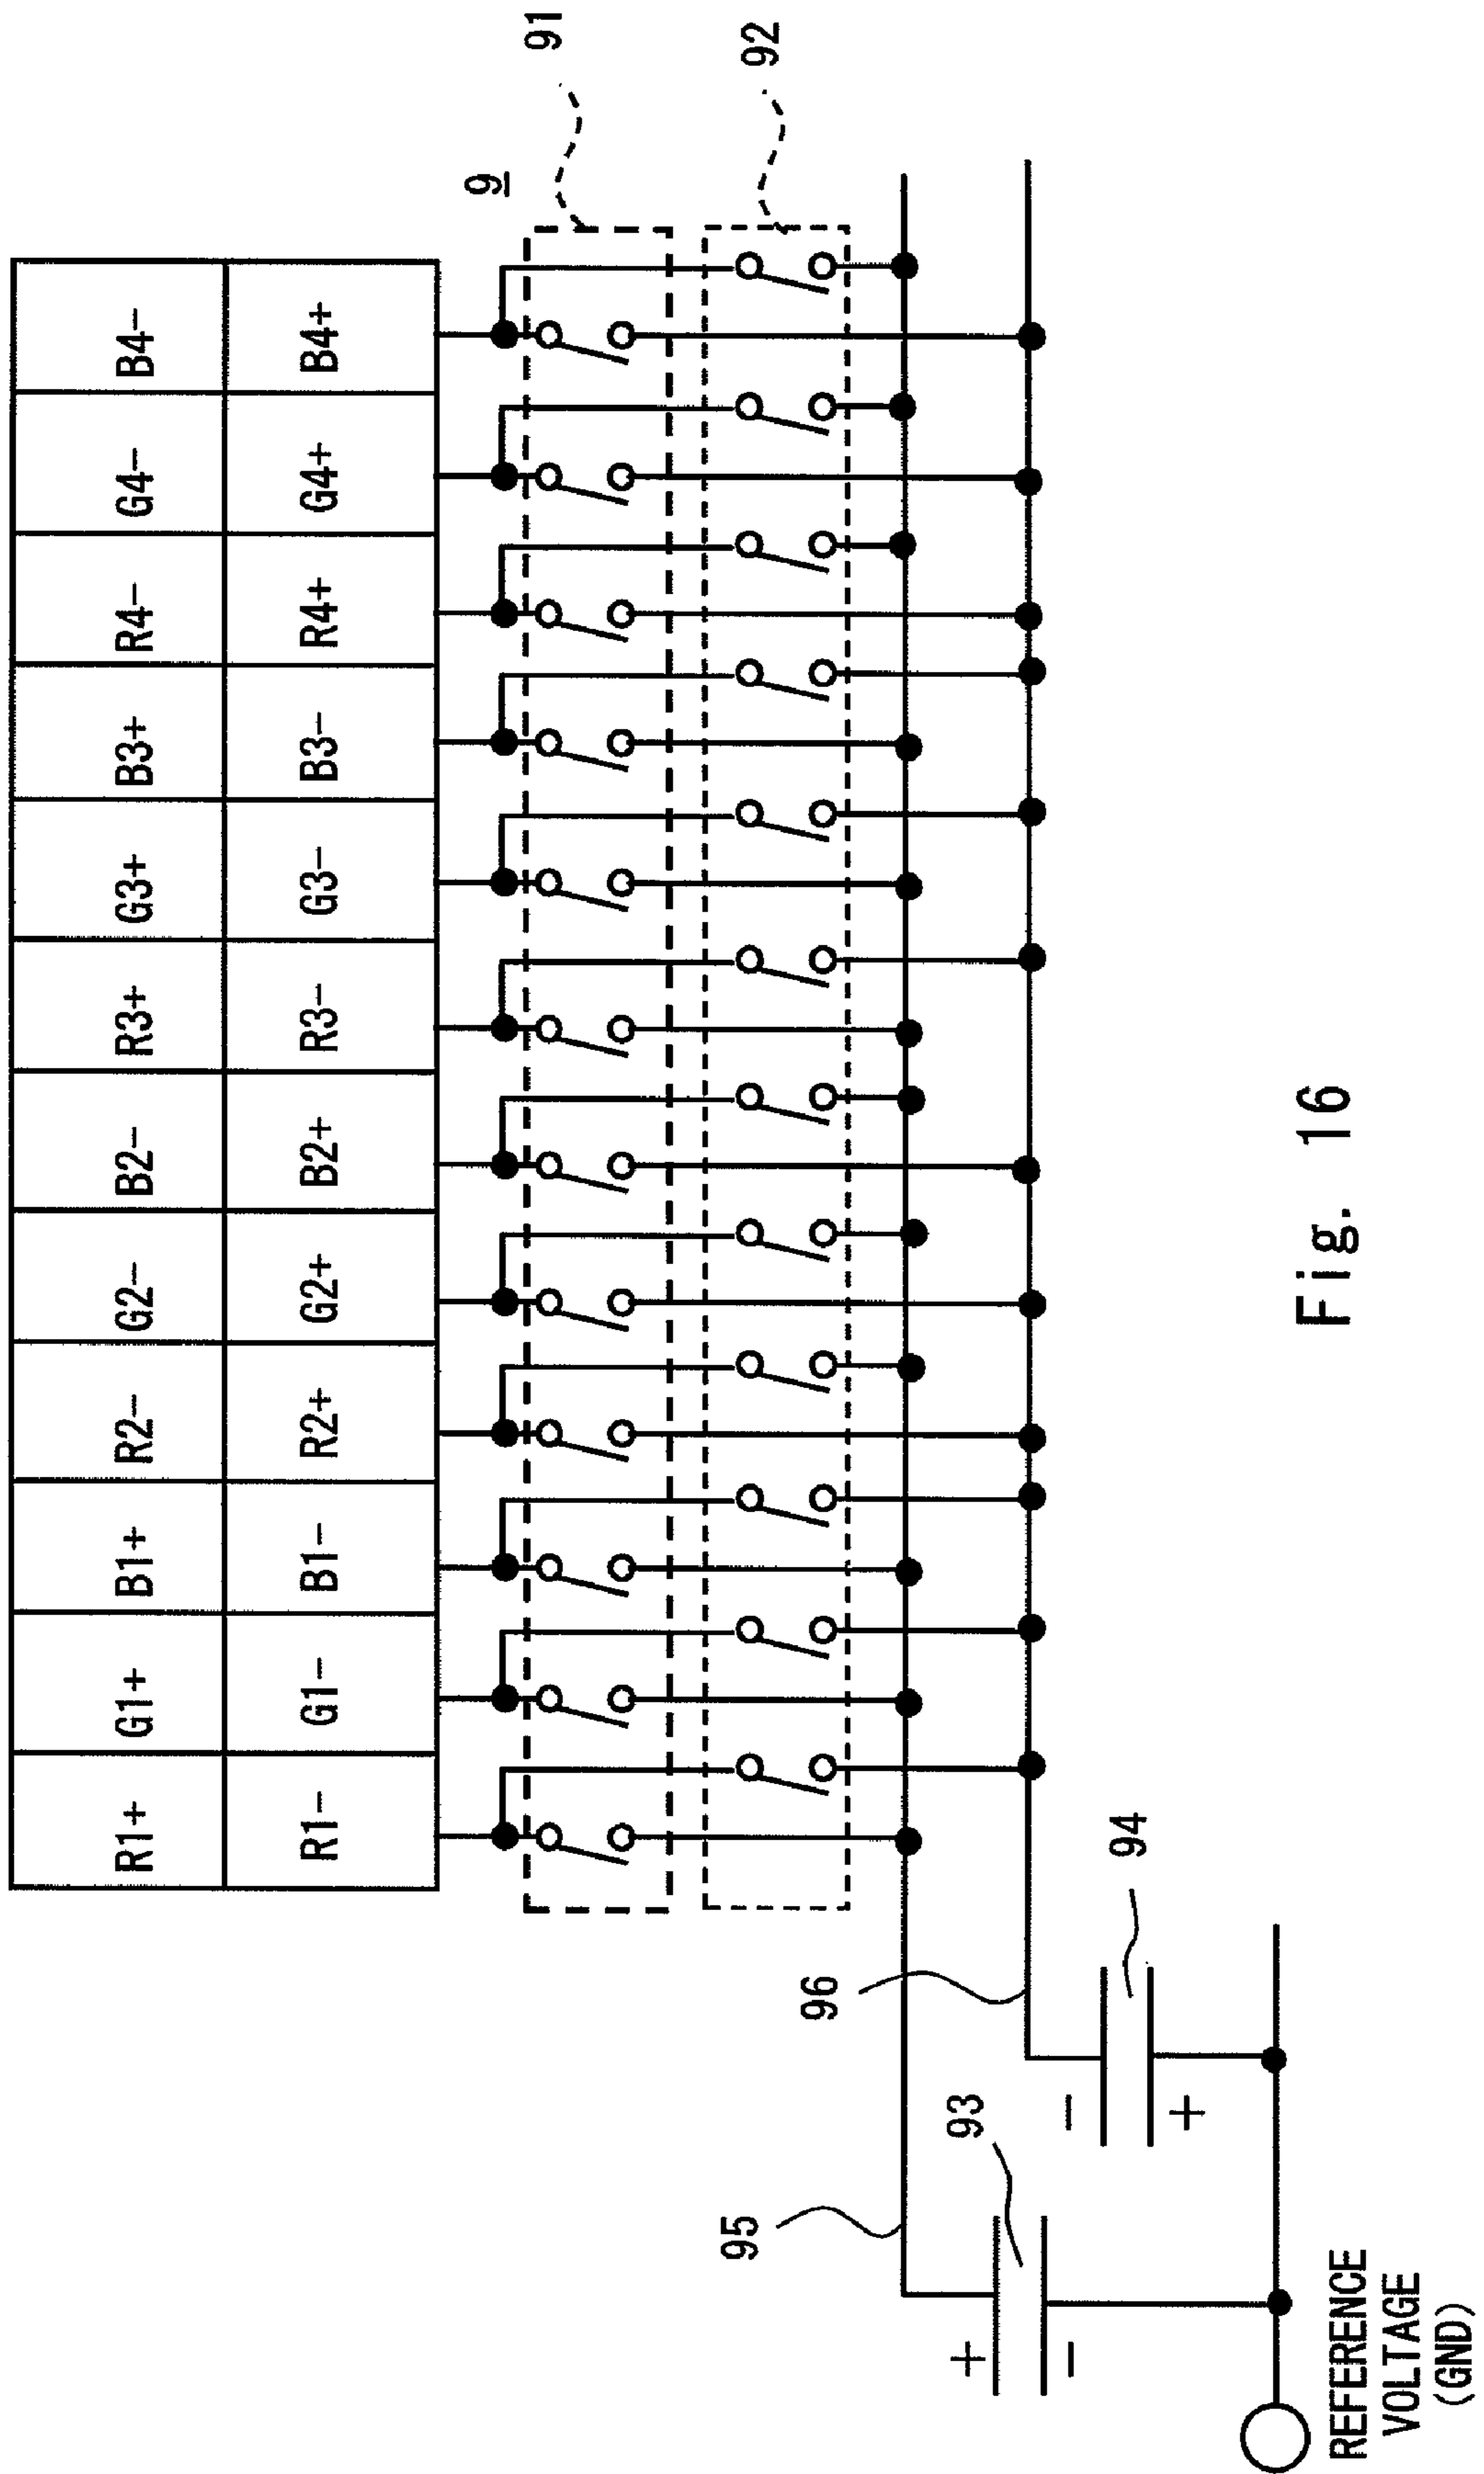 R1+ G1+ B1+ R2- G2- B2- R3+ G3+ B3+ R4- G4- B4-
R1- G1- B1- R2+ G2+ B2+ R3- G3- B3- R4+ G4+ B4+
9
91
92
95
96
+
93
-
-
94
+
REFERENCE
VOLTAGE
(GND)
Fig. 16